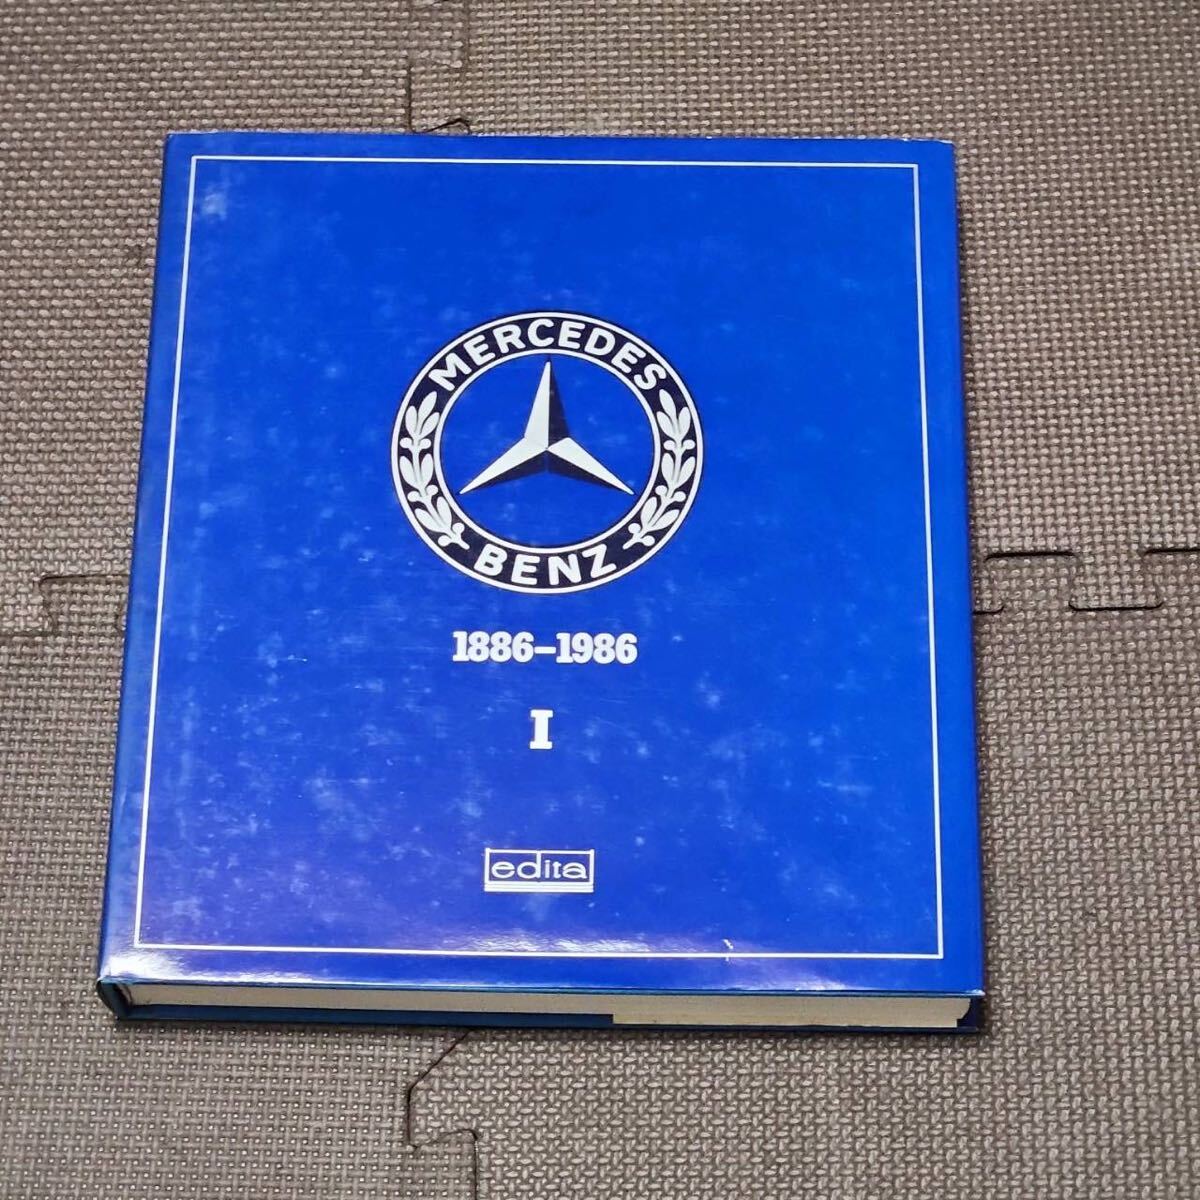 MERCEDES
BENZ
1886–1986
I
edita